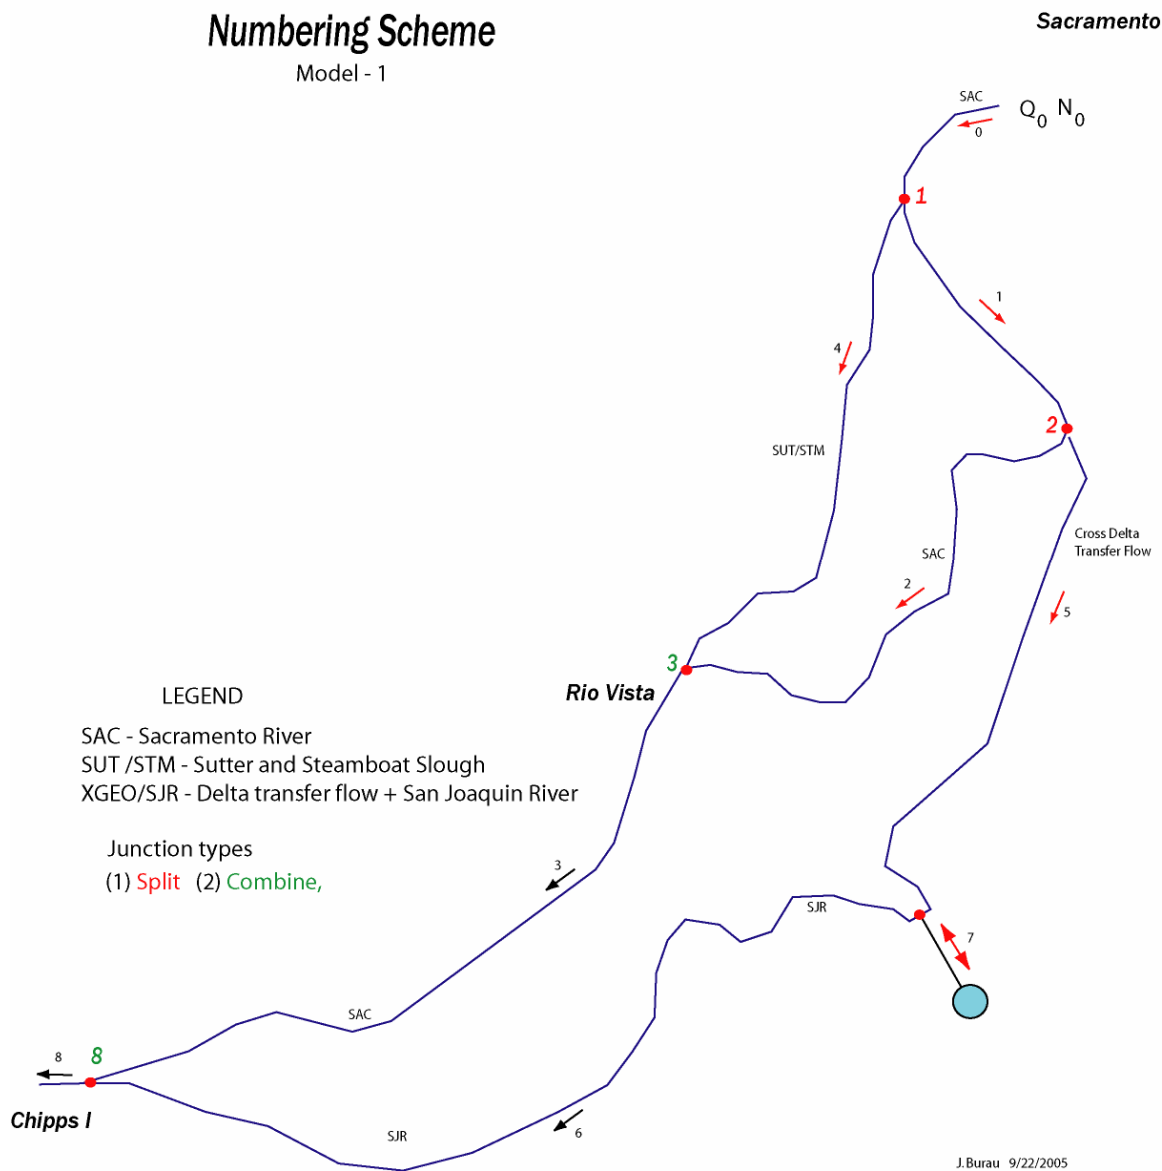 Numbering Scheme
Model - 1
Sacramento
SAC
Q0 N0
0
1
1
4
2
SUT/STM
Cross Delta
Transfer Flow
SAC
2
5
3
Rio Vista
LEGEND
SAC - Sacramento River
SUT /STM - Sutter and Steamboat Slough
XGEO/SJR - Delta transfer flow + San Joaquin River
Junction types
(1) Split (2) Combine,
3
SJR
7
SAC
8
8
Chipps I
6
SJR
J.Burau 9/22/2005